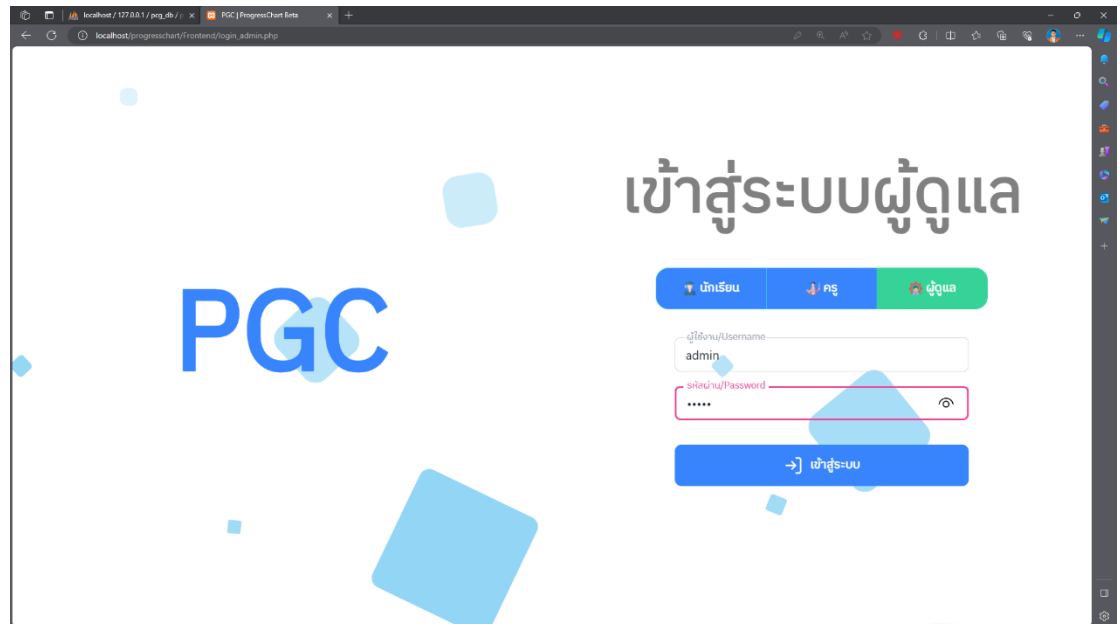 localhost / 127.0.0.1 / pcg_db / p
PGC | ProgressChart Beta
localhost/progresschart/Frontend/login_admin.php
เข้าสู่ระบบผู้ดูแล
PGC
นักเรียน
ครู
ผู้ดูแล
ผู้ใช้งาน/Username
admin
รหัสผ่าน/Password
•••••
เข้าสู่ระบบ